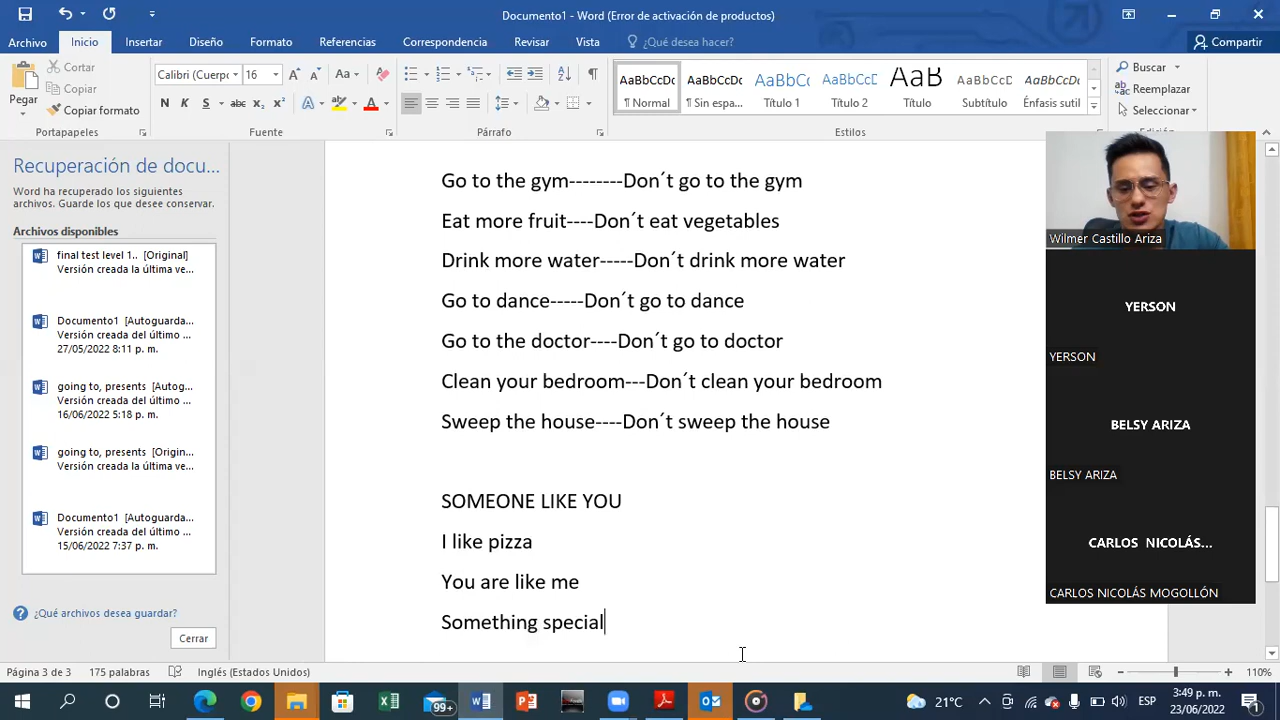 Documento1 - Word (Error de activación de productos)
Archivo Inicio Insertar Diseño Formato Referencias Correspondencia Revisar Vista ¿Qué desea hacer? Compartir
Pegar
Cortar
Copiar
Copiar formato
Portapapeles
Calibri (Cuerpo 16
Fuente
Párrafo
AaBbCcDc AaBbCcDc AaBbCc AaBbCcD AaB AaBbCcD AaBbCcDc
¶ Normal ¶ Sin espa... Título 1 Título 2 Título Subtítulo Énfasis sutil
Estilos
Buscar
Reemplazar
Seleccionar
Recuperación de docu...
Word ha recuperado los siguientes
archivos. Guarde los que desee conservar.
Archivos disponibles
final test level 1.. [Original]
Versión creada la última ve...
Documento1 [Autoguarda...
Versión creada del último ...
27/05/2022 8:11 p. m.
going to, presents [Autog...
Versión creada del último ...
16/06/2022 5:18 p. m.
going to, presents [Origin...
Versión creada la última ve...
Documento1 [Autoguarda...
Versión creada del último ...
15/06/2022 7:37 p. m.
¿Qué archivos desea guardar?
Cerrar
Go to the gym--------Don´t go to the gym
Eat more fruit----Don´t eat vegetables
Drink more water-----Don´t drink more water
Go to dance-----Don´t go to dance
Go to the doctor----Don´t go to doctor
Clean your bedroom---Don´t clean your bedroom
Sweep the house----Don´t sweep the house
SOMEONE LIKE YOU
I like pizza
You are like me
Something special
Wilmer Castillo Ariza
YERSON
YERSON
BELSY ARIZA
BELSY ARIZA
CARLOS NICOLÁS...
CARLOS NICOLÁS MOGOLLÓN
Página 3 de 3 175 palabras Inglés (Estados Unidos) 110%
99+ 21°C ESP 3:49 p. m.
23/06/2022